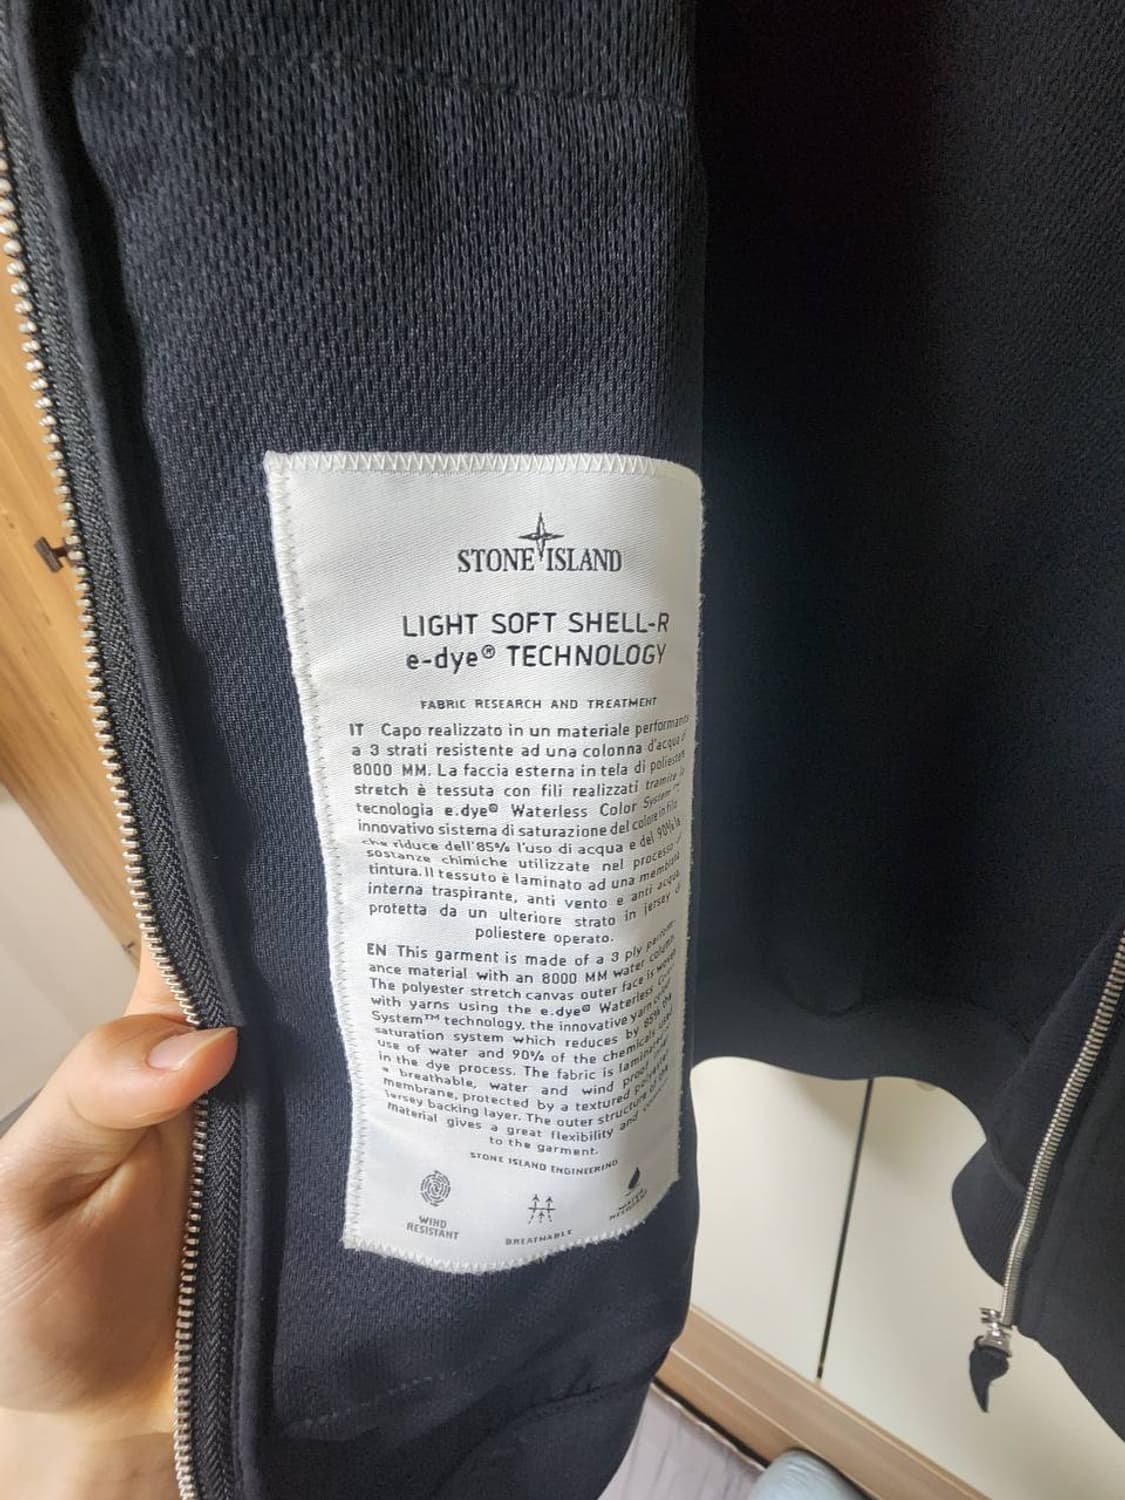 STONE ISLAND
LIGHT SOFT SHELL-R
e-dye® TECHNOLOGY
FABRIC RESEARCH AND TREATMENT
IT Capo realizzato in un materiale performan
a 3 strati resistente ad una colonna d'acqua
8000 MM. La faccia esterna in tela di poliestere
stretch è tessuta con fili realizzati tramite la
tecnologia e.dye® Waterless Color System™
innovativo sistema di saturazione del colore in filo
che riduce dell'85% l'uso di acqua e del 90%
sostanze chimiche utilizzate nel processo
tintura. Il tessuto è laminato ad una membrana
interna traspirante, anti vento e anti acqua,
protetta da un ulteriore strato in jersey
poliestere operato.
EN This garment is made of a 3 ply perform-
ance material with an 8000 MM water column.
The polyester stretch canvas outer face is woven
with yarns using the e.dye® Waterless Color
System™ technology, the innovative yarn color
saturation system which reduces by 85% the
use of water and 90% of the chemicals used
in the dye process. The fabric is laminated
a breathable, water and wind proof
membrane, protected by a textured polyester
jersey backing layer. The outer structure of the
material gives a great flexibility and
to the garment.
STONE ISLAND ENGINEERING
WIND
RESISTANT
BREATHABLE